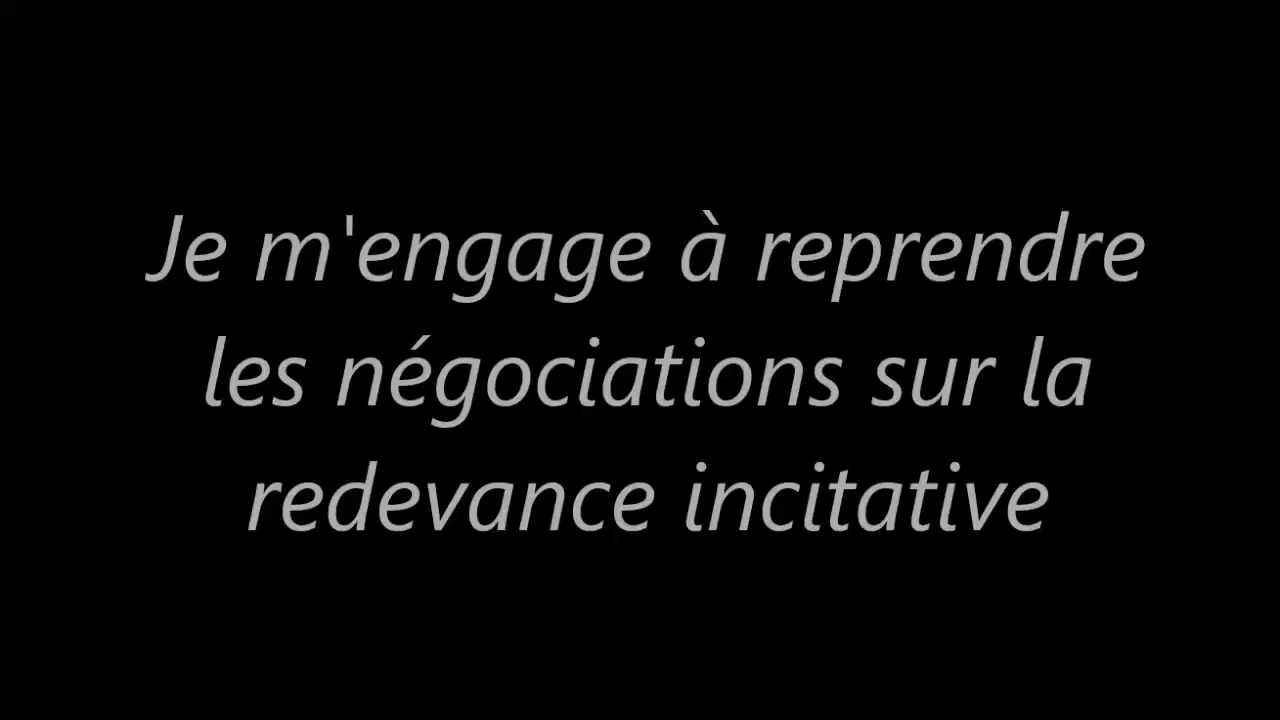 Je m'engage à reprendre
les négociations sur la
redevance incitative